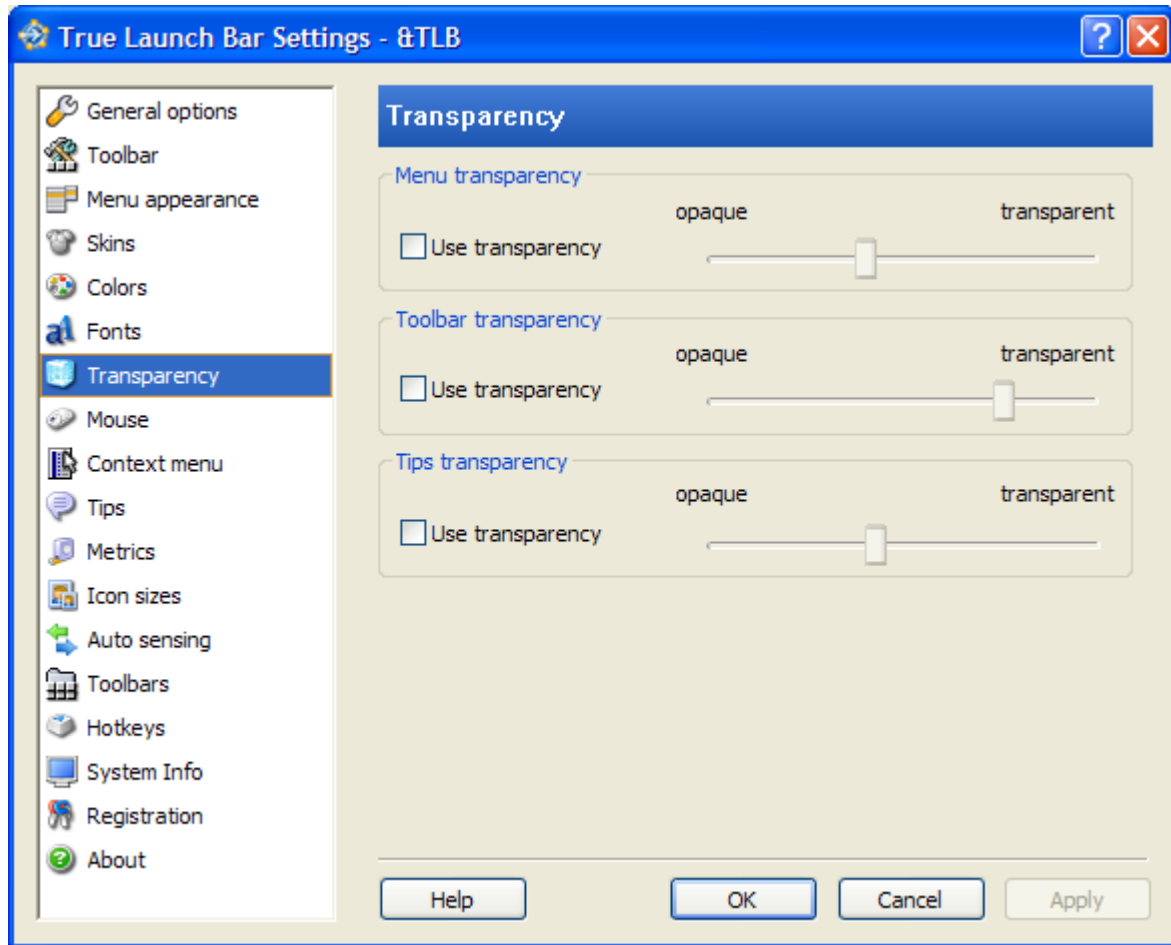 True Launch Bar Settings - &TLB
General options
Toolbar
Menu appearance
Skins
Colors
Fonts
Transparency
Mouse
Context menu
Tips
Metrics
Icon sizes
Auto sensing
Toolbars
Hotkeys
System Info
Registration
About
Transparency
Menu transparency
opaque transparent
Use transparency
Toolbar transparency
opaque transparent
Use transparency
Tips transparency
opaque transparent
Use transparency
Help OK Cancel Apply